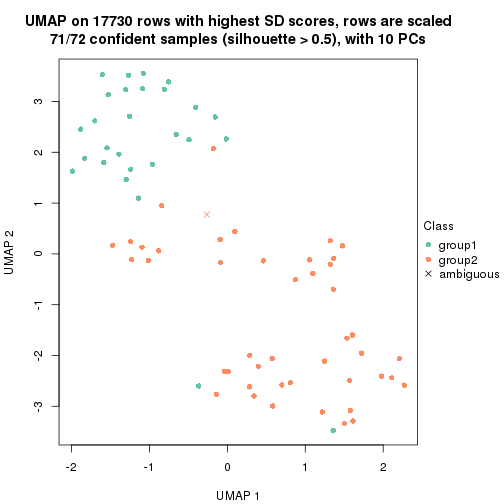 UMAP on 17730 rows with highest SD scores, rows are scaled
71/72 confident samples (silhouette > 0.5), with 10 PCs
3
2
1
0
-1
-2
-3
UMAP 2
-2
-1
0
1
2
UMAP 1
Class
group1
group2
ambiguous